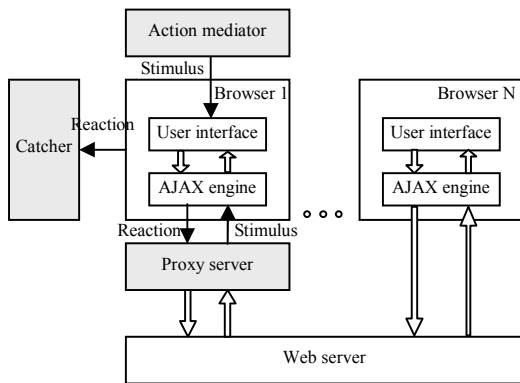 Action mediator
Stimulus
Browser 1
Browser N
Reaction
Catcher
User interface
User interface
AJAX engine
AJAX engine
Reaction
Stimulus
Proxy server
Web server